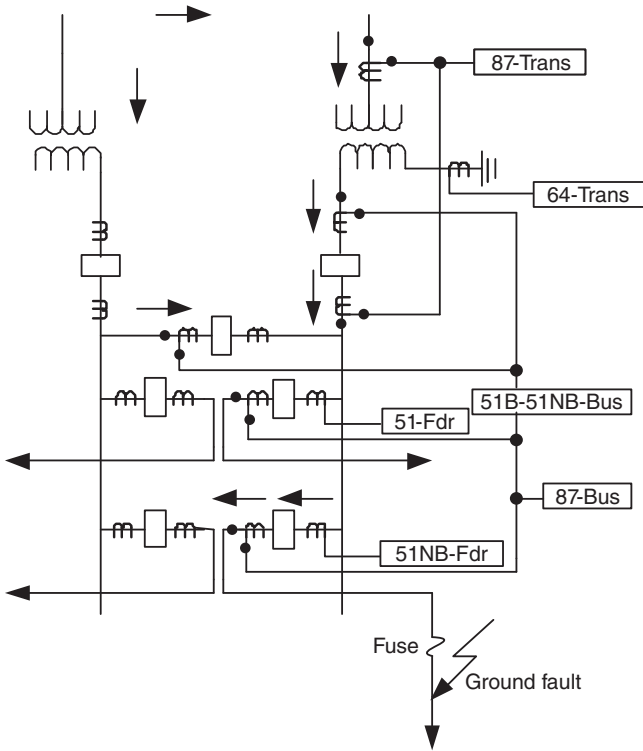 87-Trans
64-Trans
51B-51NB-Bus
51-Fdr
87-Bus
51NB-Fdr
Fuse
Ground fault